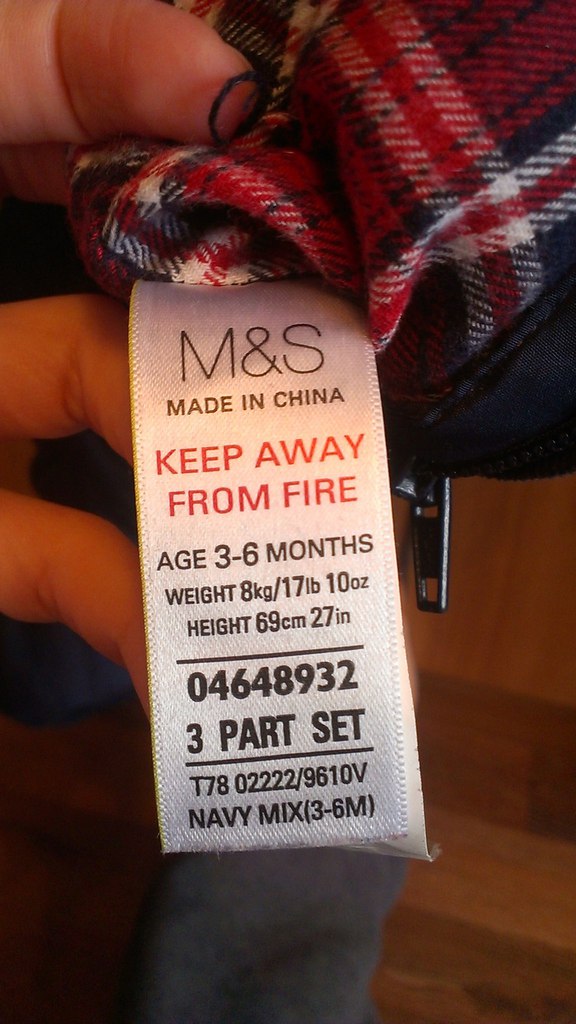 M&S
MADE IN CHINA
KEEP AWAY
FROM FIRE
AGE 3-6 MONTHS
WEIGHT 8kg/17lb 10oz
HEIGHT 69cm 27in
04648932
3 PART SET
T78 02222/9610V
NAVY MIX(3-6M)